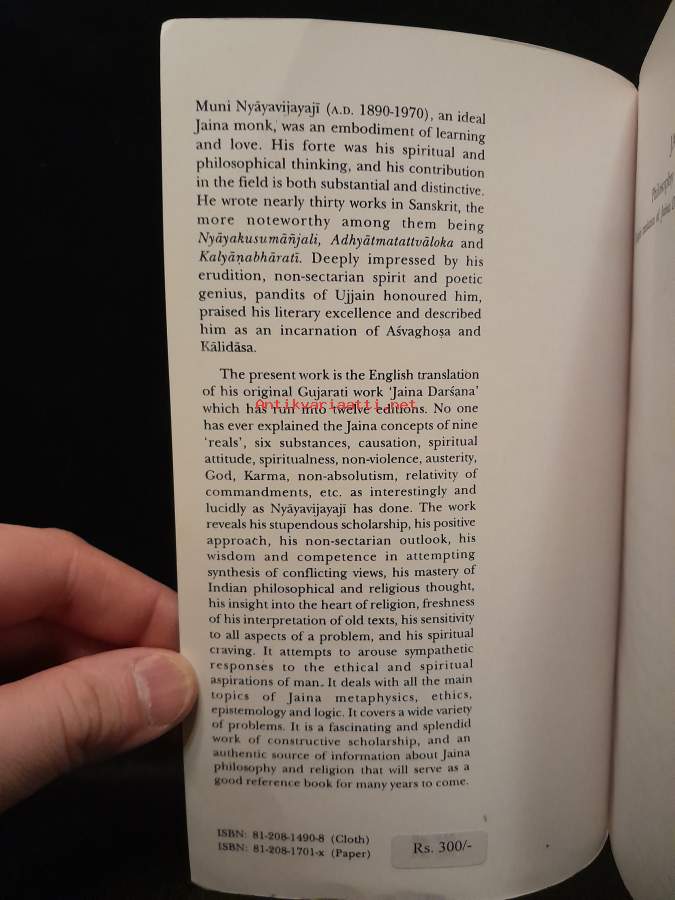 Muni Nyāyavijayajī (A.D. 1890-1970), an ideal
Jaina monk, was an embodiment of learning
and love. His forte was his spiritual and
philosophical thinking, and his contribution
in the field is both substantial and distinctive.
He wrote nearly thirty works in Sanskrit, the
more noteworthy among them being
Nyāyakusumāñjali, Adhyātmatattvāloka and
Kalyāṇabhāratī. Deeply impressed by his
erudition, non-sectarian spirit and poetic
genius, pandits of Ujjain honoured him,
praised his literary excellence and described
him as an incarnation of Aśvaghoṣa and
Kālidāsa.
The present work is the English translation
of his original Gujarati work 'Jaina Darśana'
Antikvariaatti.net
which has run into twelve editions. No one
has ever explained the Jaina concepts of nine
'reals', six substances, causation, spiritual
attitude, spiritualness, non-violence, austerity,
God, Karma, non-absolutism, relativity of
commandments, etc. as interestingly and
lucidly as Nyāyavijayajī has done. The work
reveals his stupendous scholarship, his positive
approach, his non-sectarian outlook, his
wisdom and competence in attempting
synthesis of conflicting views, his mastery of
Indian philosophical and religious thought,
his insight into the heart of religion, freshness
of his interpretation of old texts, his sensitivity
to all aspects of a problem, and his spiritual
craving. It attempts to arouse sympathetic
responses to the ethical and spiritual
aspirations of man. It deals with all the main
topics of Jaina metaphysics, ethics,
epistemology and logic. It covers a wide variety
of problems. It is a fascinating and splendid
work of constructive scholarship, and an
authentic source of information about Jaina
philosophy and religion that will serve as a
good reference book for many years to come.
ISBN: 81-208-1490-8 (Cloth)
ISBN: 81-208-1701-x (Paper)
Rs. 300/-
Philosophy